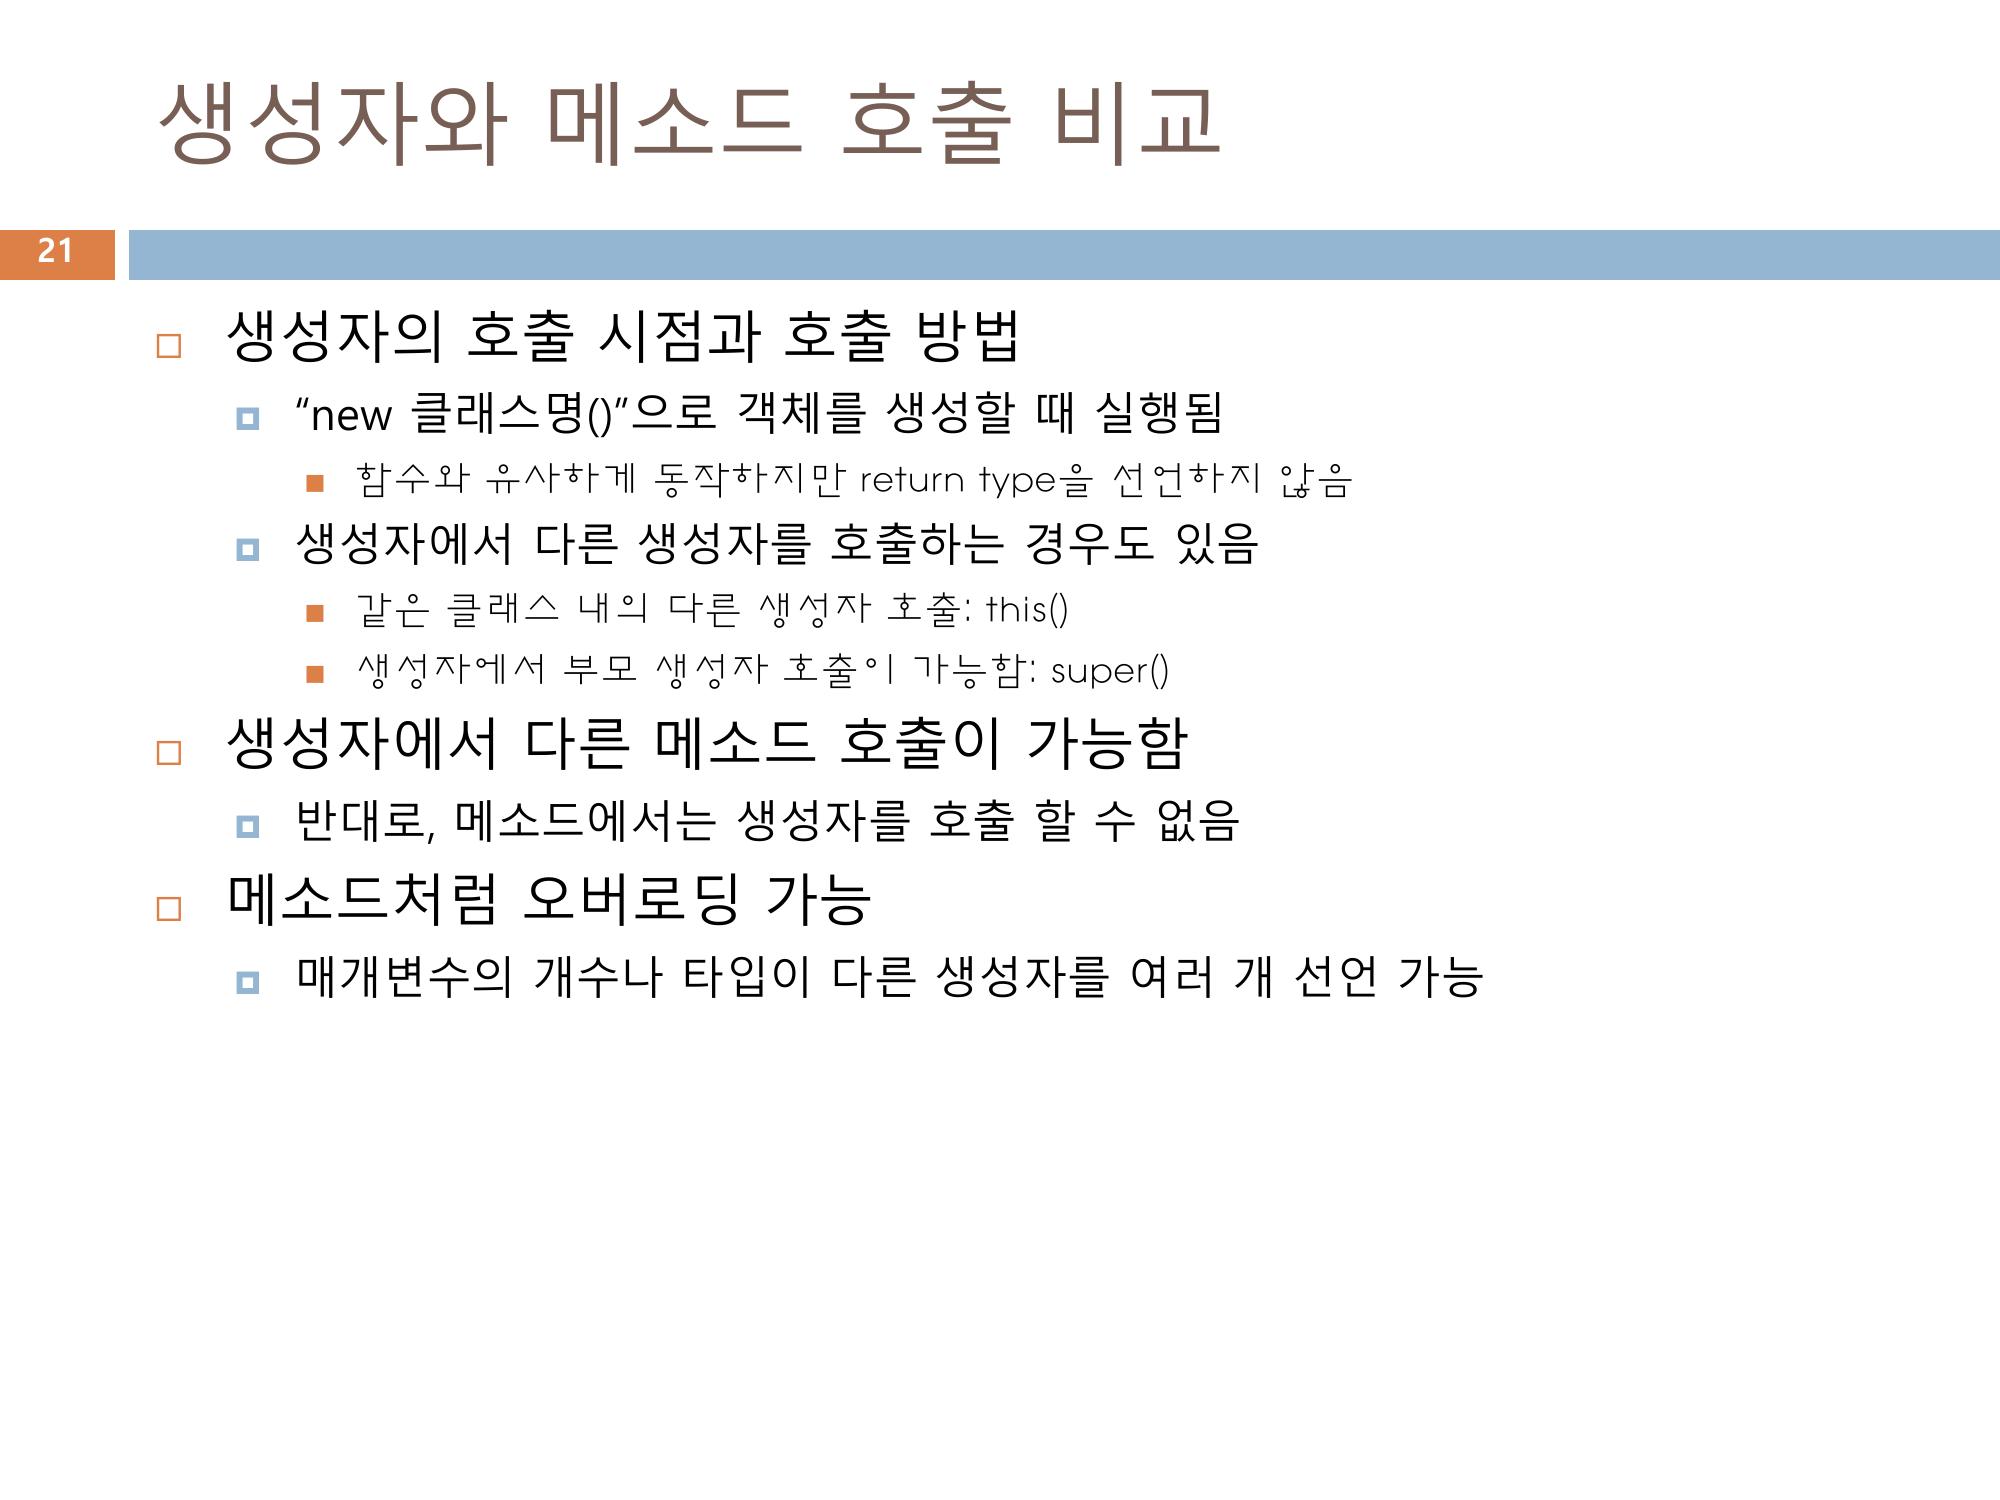 생성자와 메소드 호출 비교
21
생성자의 호출 시점과 호출 방법
“new 클래스명()”으로 객체를 생성할 때 실행됨
함수와 유사하게 동작하지만 return type을 선언하지 않음
생성자에서 다른 생성자를 호출하는 경우도 있음
같은 클래스 내의 다른 생성자 호출: this()
생성자에서 부모 생성자 호출이 가능함: super()
생성자에서 다른 메소드 호출이 가능함
반대로, 메소드에서는 생성자를 호출 할 수 없음
메소드처럼 오버로딩 가능
매개변수의 개수나 타입이 다른 생성자를 여러 개 선언 가능